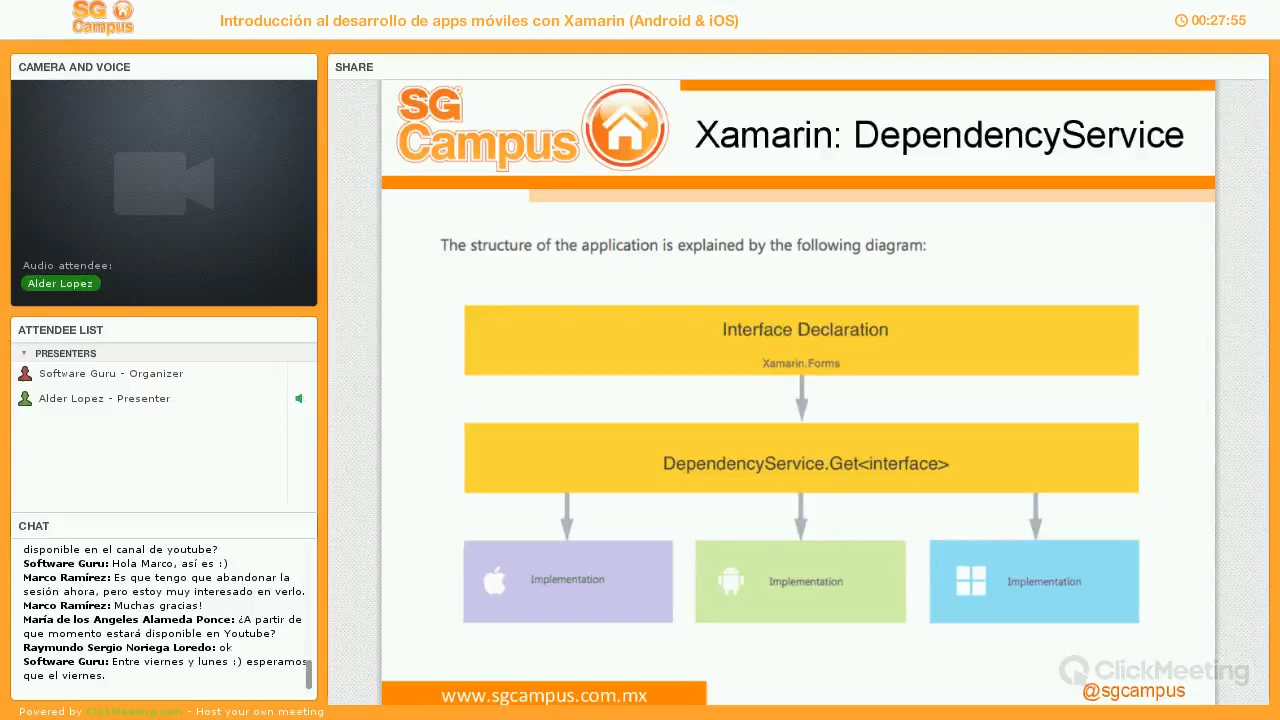 SG
Campus
Introducción al desarrollo de apps móviles con Xamarin (Android & iOS)
00:27:55
CAMERA AND VOICE
Audio attendee:
Alder Lopez
ATTENDEE LIST
PRESENTERS
Software Guru - Organizer
Alder Lopez - Presenter
CHAT
disponible en el canal de youtube?
Software Guru: Hola Marco, así es :)
Marco Ramírez: Es que tengo que abandonar la
sesión ahora, pero estoy muy interesado en verlo.
Marco Ramírez: Muchas gracias!
María de los Angeles Alameda Ponce: ¿A partir de
que momento estará disponible en Youtube?
Raymundo Sergio Noriega Loredo: ok
Software Guru: Entre viernes y lunes :) esperamos
que el viernes.
Powered by ClickMeeting.com - Host your own meeting
SHARE
SG
Campus
Xamarin: DependencyService
The structure of the application is explained by the following diagram:
Interface Declaration
Xamarin.Forms
DependencyService.Get<interface>
Implementation
Implementation
Implementation
ClickMeeting
www.sgcampus.com.mx
@sgcampus